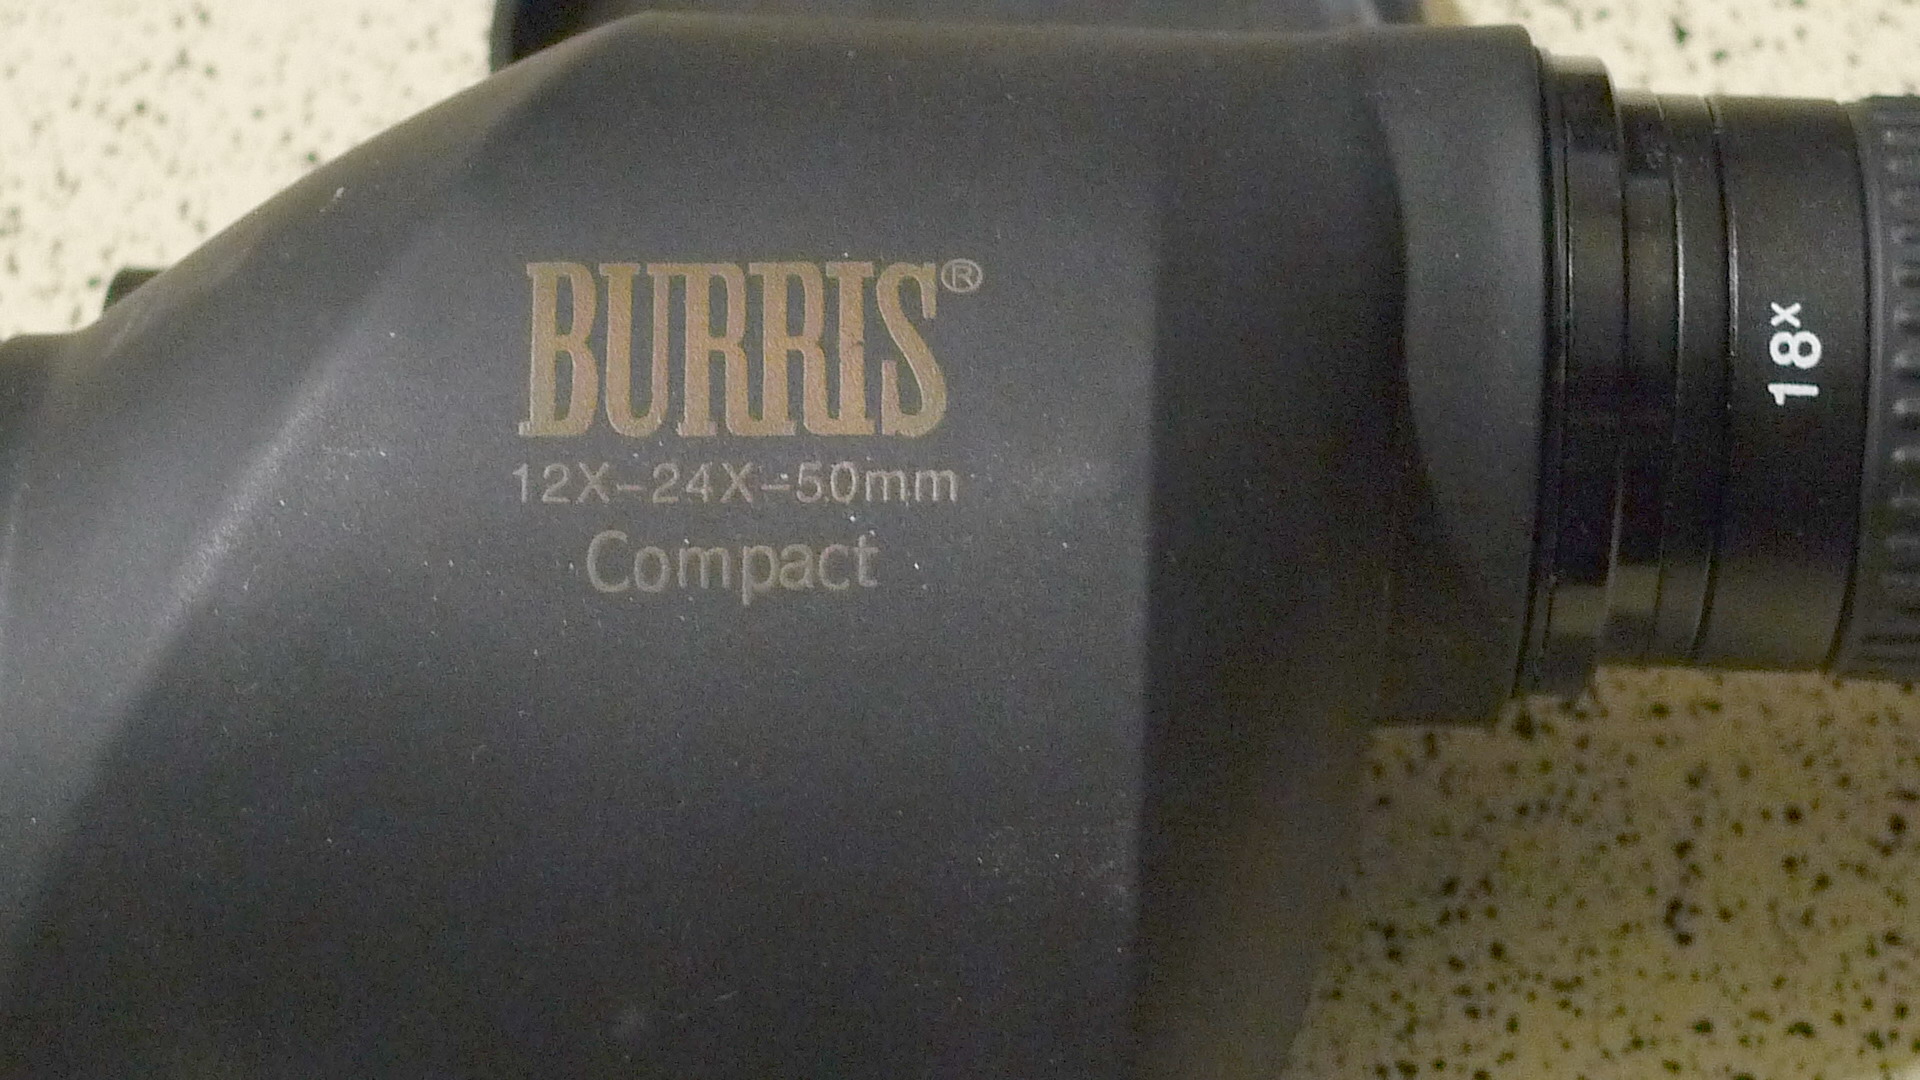 BURRIS®
12X-24X-50mm
Compact
18x